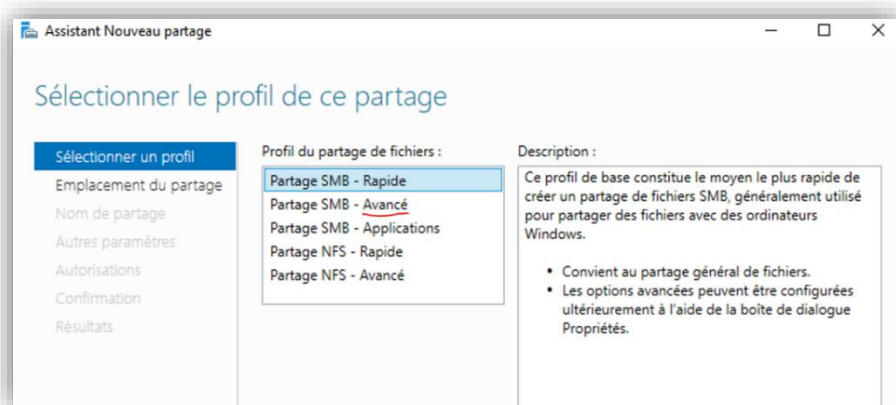 Assistant Nouveau partage
Sélectionner le profil de ce partage
Sélectionner un profil
Emplacement du partage
Nom de partage
Autres paramètres
Autorisations
Confirmation
Résultats
Profil du partage de fichiers :
Partage SMB - Rapide
Partage SMB - Avancé
Partage SMB - Applications
Partage NFS - Rapide
Partage NFS - Avancé
Description :
Ce profil de base constitue le moyen le plus rapide de
créer un partage de fichiers SMB, généralement utilisé
pour partager des fichiers avec des ordinateurs
Windows.
• Convient au partage général de fichiers.
• Les options avancées peuvent être configurées
ultérieurement à l'aide de la boîte de dialogue
Propriétés.